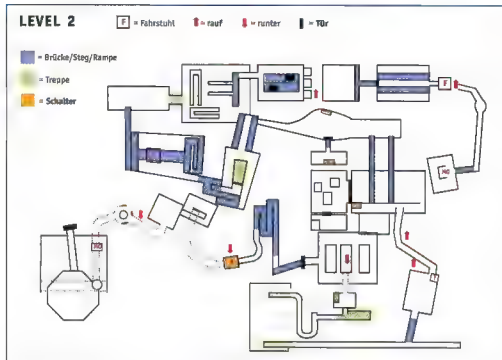 LEVEL 2
F = Fahrstuhl
= rauf
= runter
= Tür
= Brücke/Steg/Rampe
= Treppe
= Schalter
F